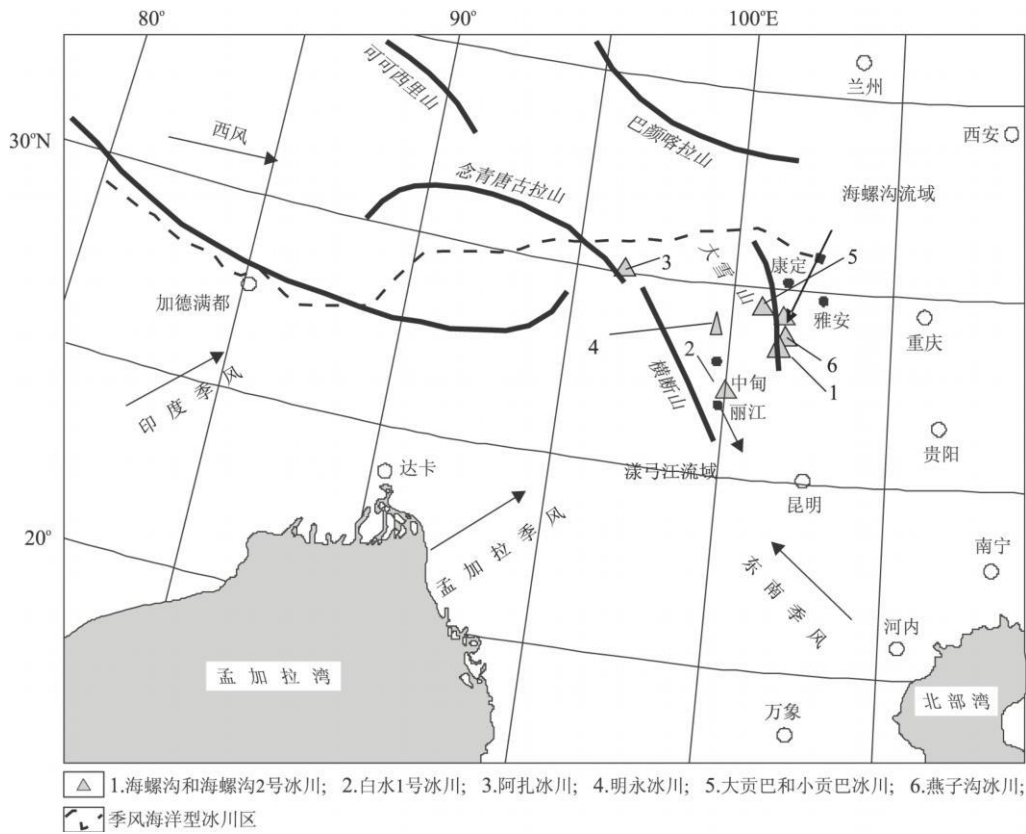 80°
90°
100°E
可可西里山
兰州
西风
巴颜喀拉山
西安
30°N
念青唐古拉山
海螺沟流域
大雪山
康定
5
3
加德满都
雅安
重庆
4
6
2
横断山
中甸
1
印度季风
丽江
贵阳
达卡
漾弓江流域
昆明
孟加拉季风
20°
南宁
东南季风
河内
孟加拉湾
北部湾
万象
1.海螺沟和海螺沟2号冰川; 2.白水1号冰川; 3.阿扎冰川; 4.明永冰川; 5.大贡巴和小贡巴冰川; 6.燕子沟冰川;
季风海洋型冰川区